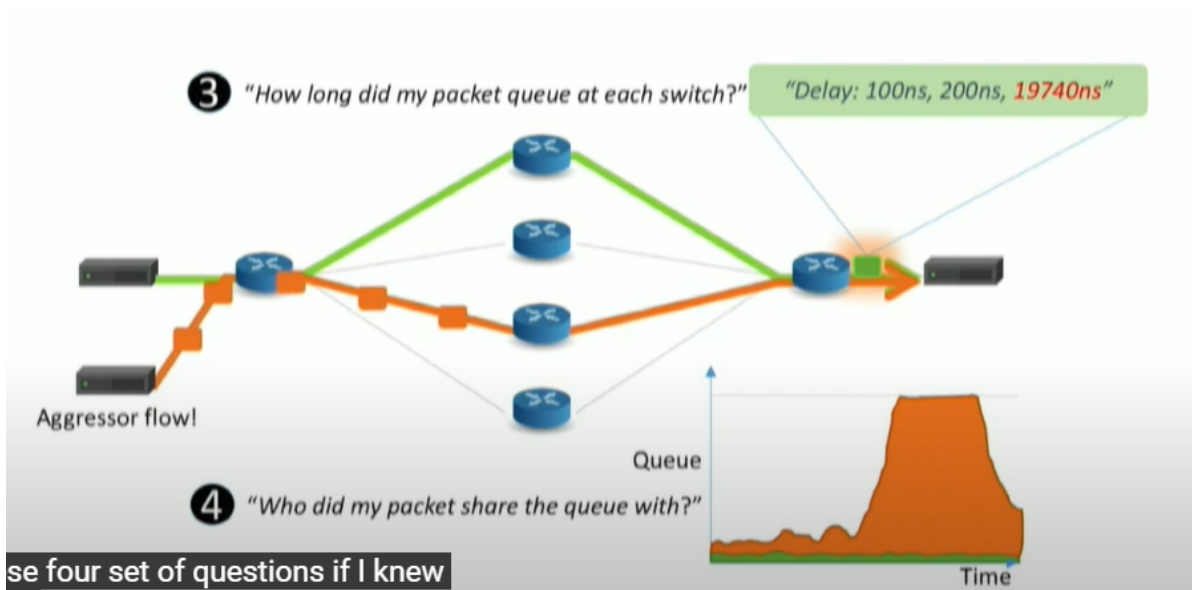 3 “How long did my packet queue at each switch?”
“Delay: 100ns, 200ns, 19740ns”
Aggressor flow!
Queue
4 “Who did my packet share the queue with?”
Time
se four set of questions if I knew